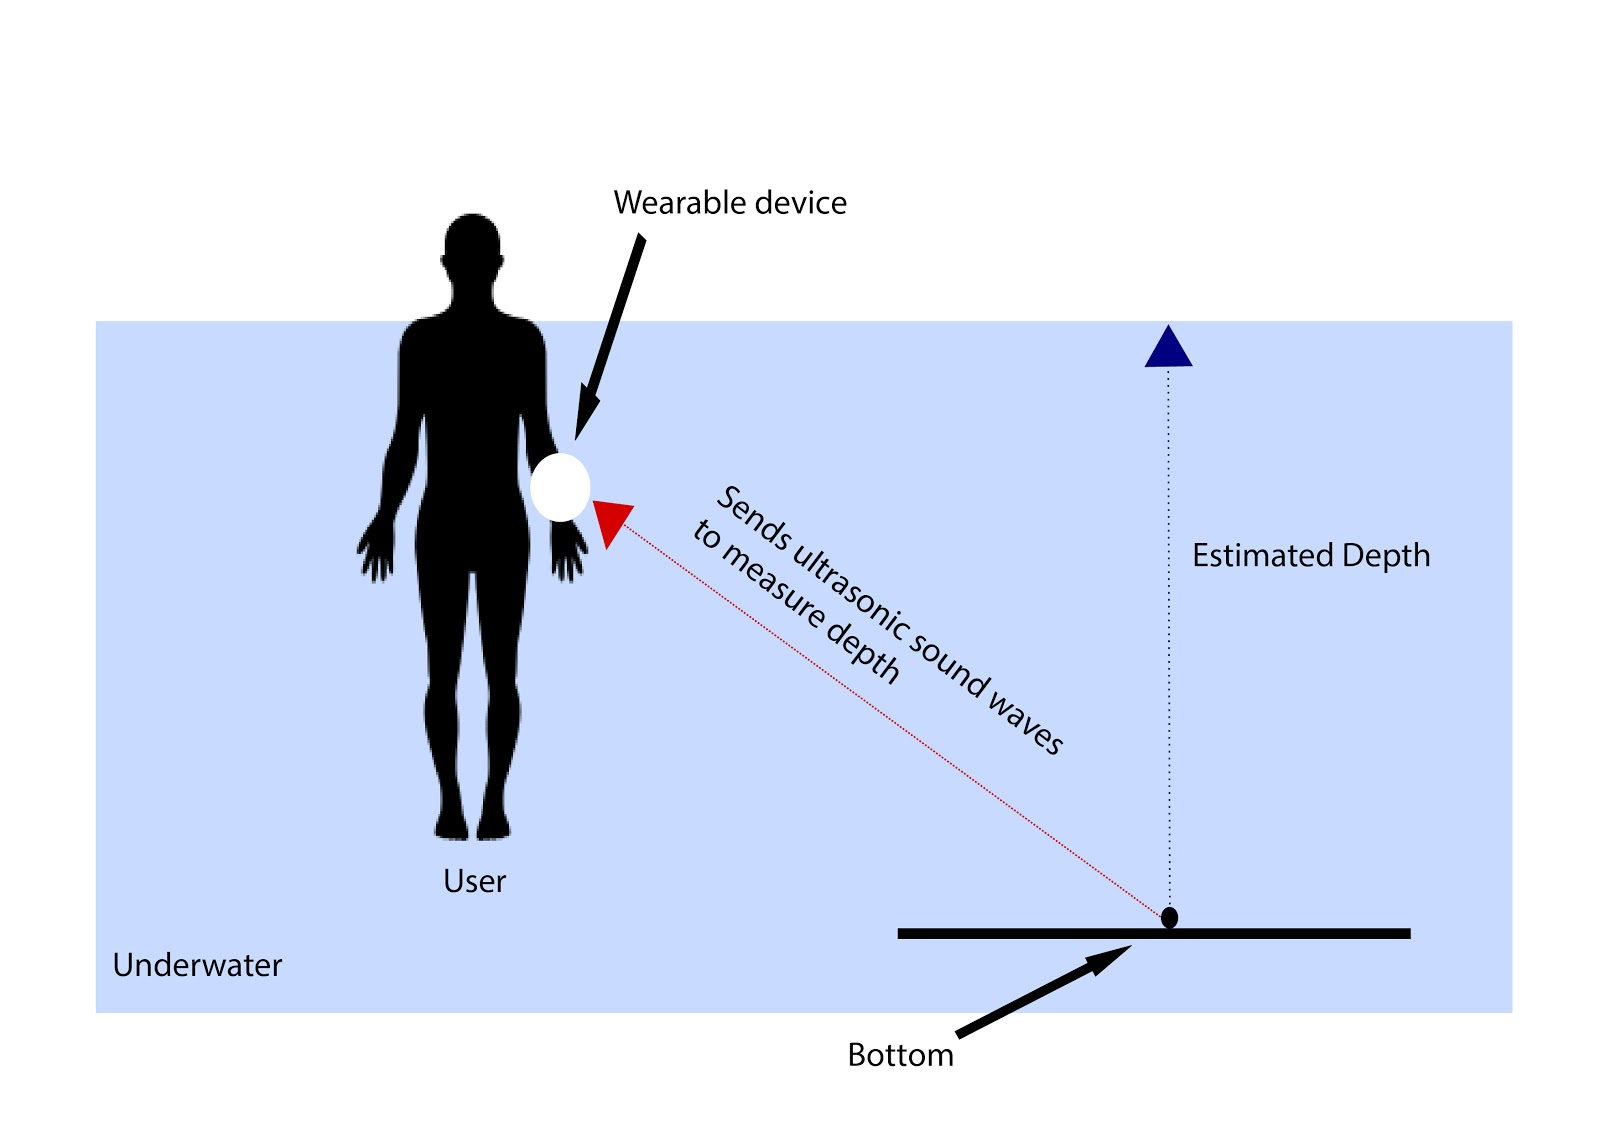 Wearable device
Sends ultrasonic sound waves
to measure depth
Estimated Depth
User
Underwater
Bottom